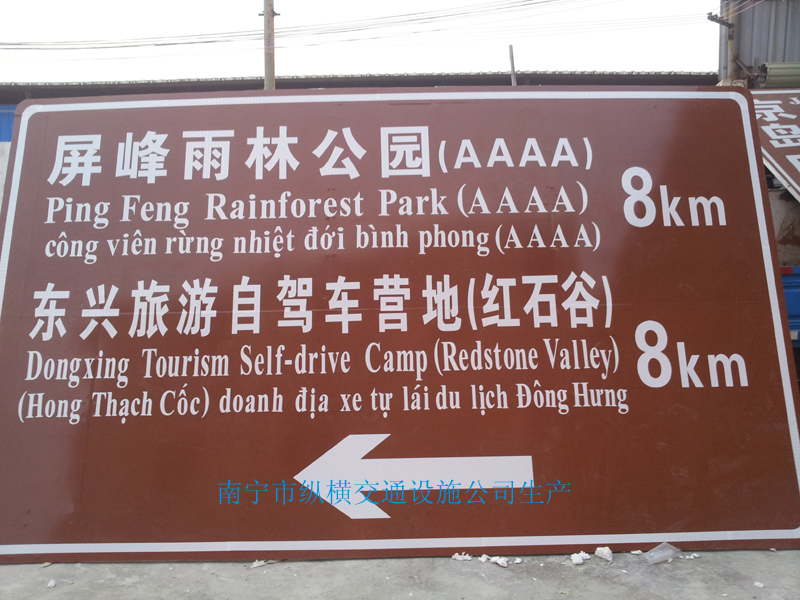 屏峰雨林公园(AAAA)
Ping Feng Rainforest Park (AAAA)
công viên rừng nhiệt đới bình phong (AAAA)
8km
东兴旅游自驾车营地(红石谷)
Dongxing Tourism Self-drive Camp (Redstone Valley)
(Hong Thạch Cốc) doanh địa xe tự lái du lịch Đông Hưng
8km
南宁市纵横交通设施公司生产
京
岛